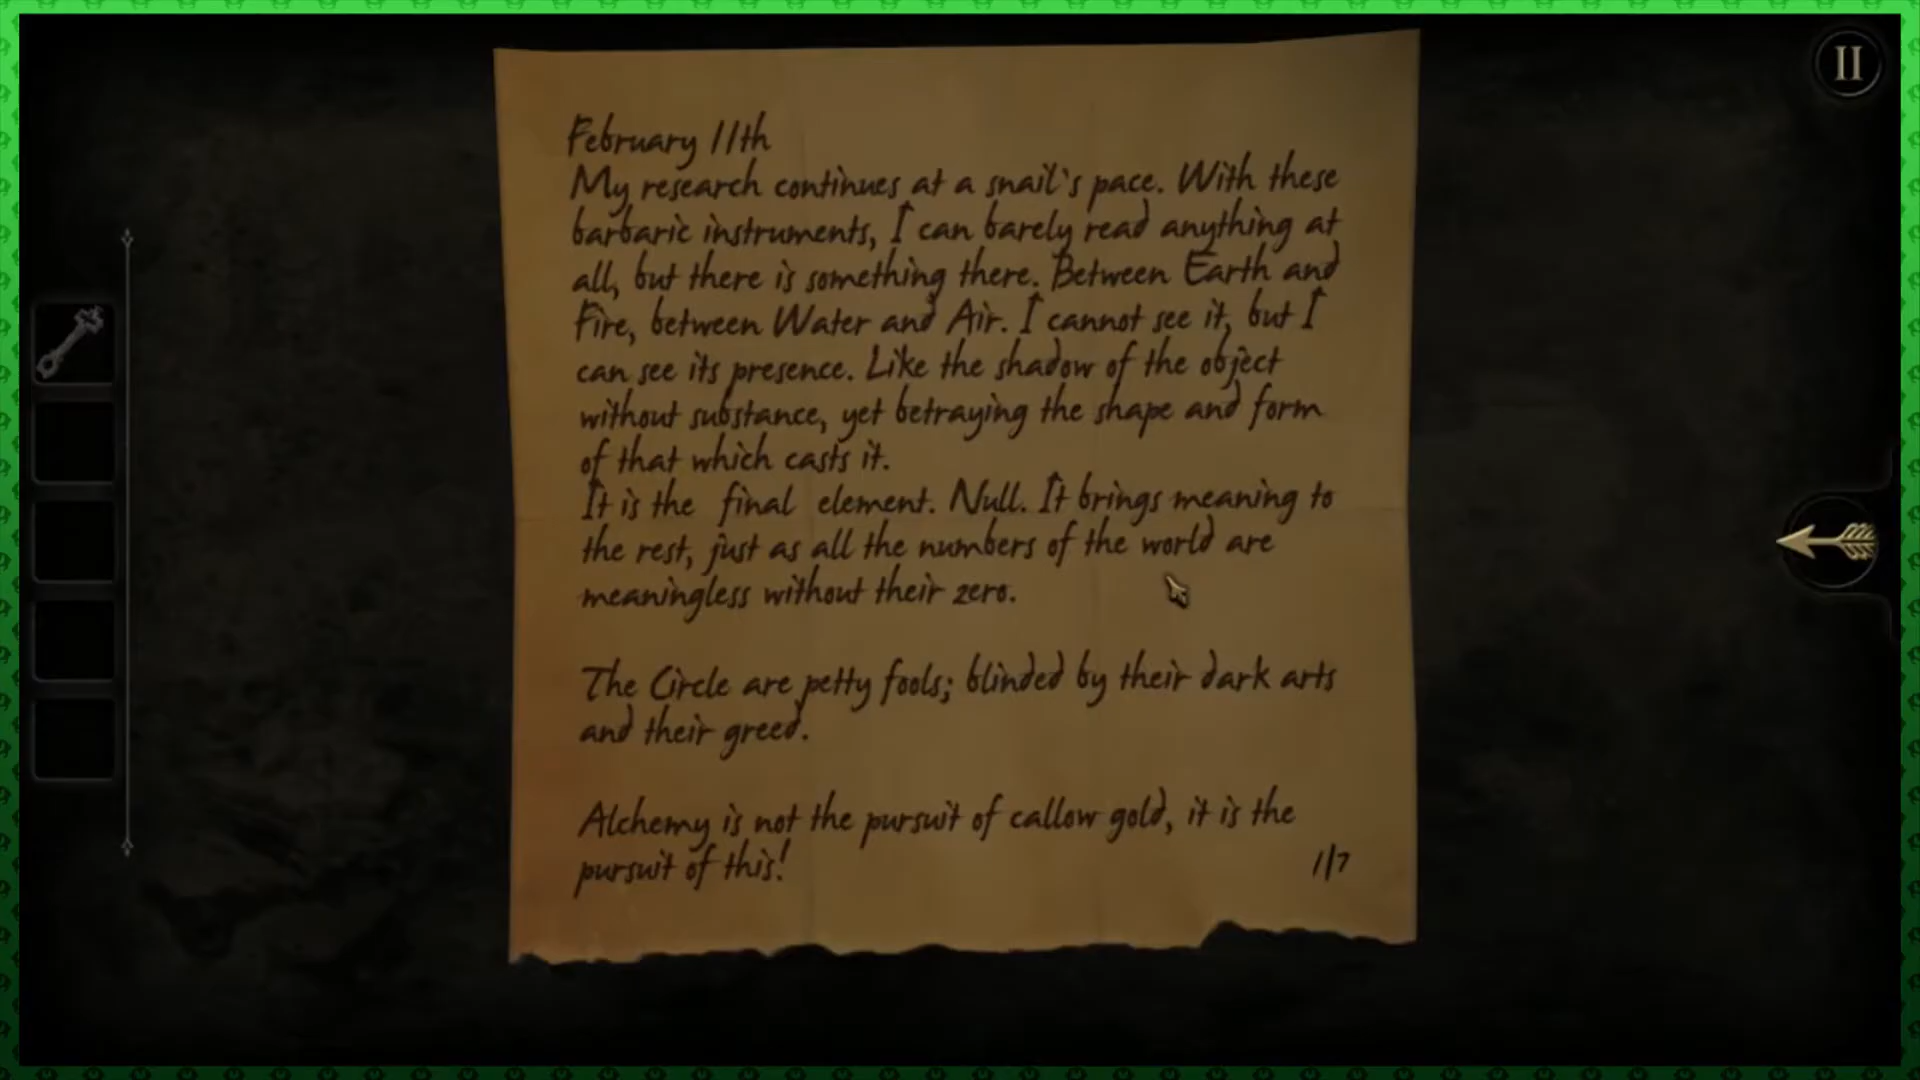 February 11th
My research continues at a snail's pace. With these
barbaric instruments, I can barely read anything at
all, but there is something there. Between Earth and
Fire, between Water and Air. I cannot see it, but I
can see its presence. Like the shadow of the object
without substance, yet betraying the shape and form
of that which casts it.
It is the final element. Null. It brings meaning to
the rest, just as all the numbers of the world are
meaningless without their zero.
The Circle are petty fools; blinded by their dark arts
and their greed.
Alchemy is not the pursuit of callow gold, it is the
pursuit of this!
1/7